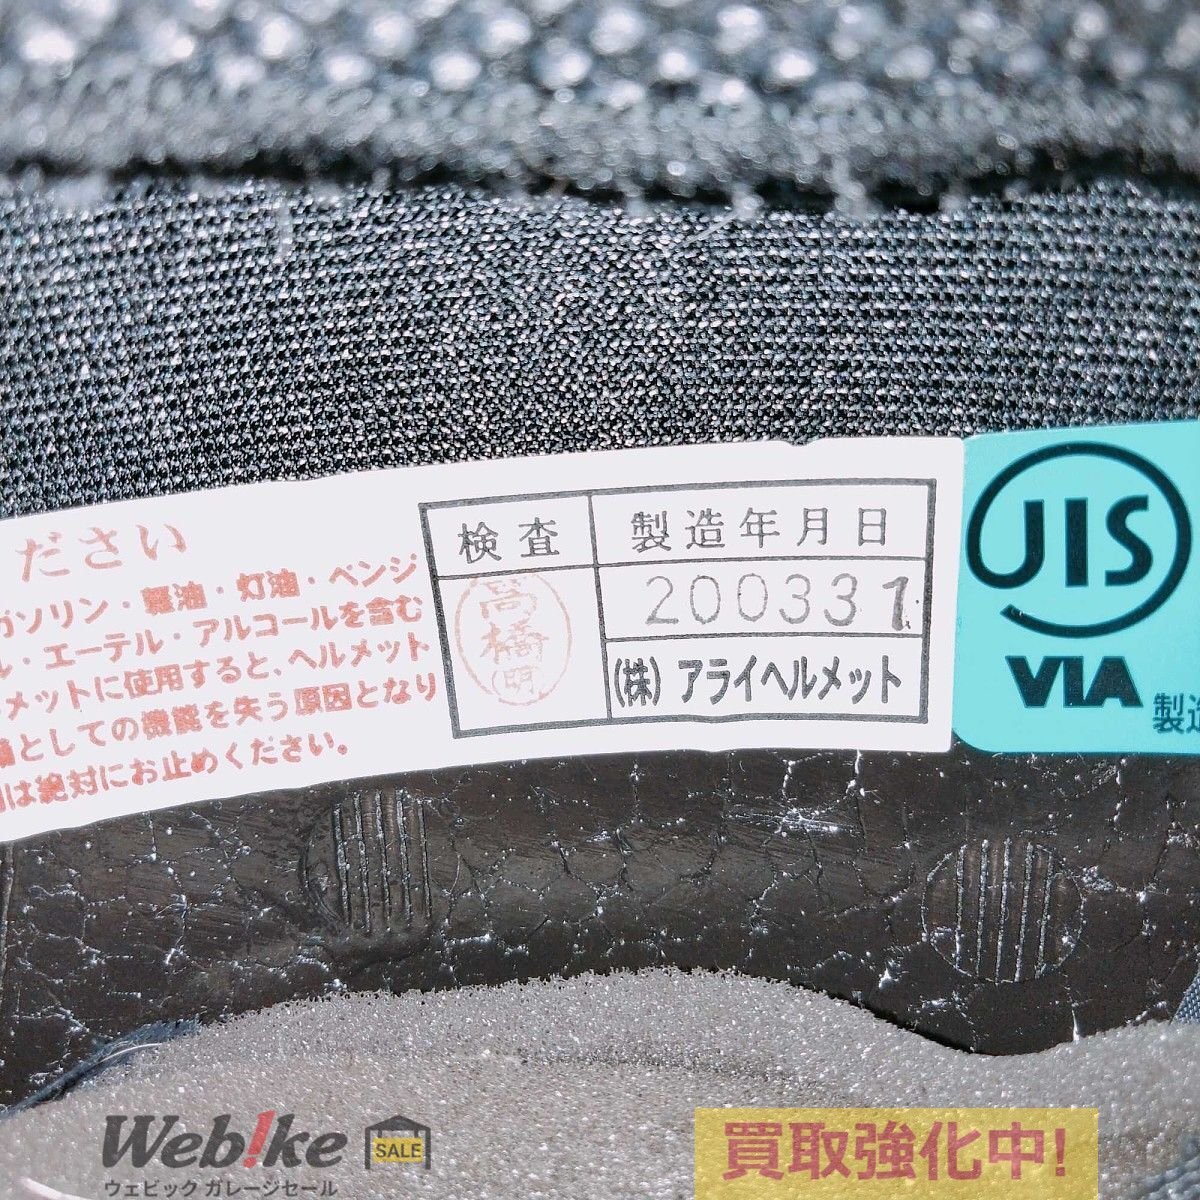 ださい
ガソリン・軽油・灯油・ベンジ
ル・エーテル・アルコールを含む
メットに使用すると、ヘルメット
としての機能を失う原因となり
は絶対にお止めください。
検査
製造年月日
高橋(明)
200331
(株) アライヘルメット
JIS
VIA
製造
Web!ke
SALE
ウェビック ガレージセール
買取強化中!